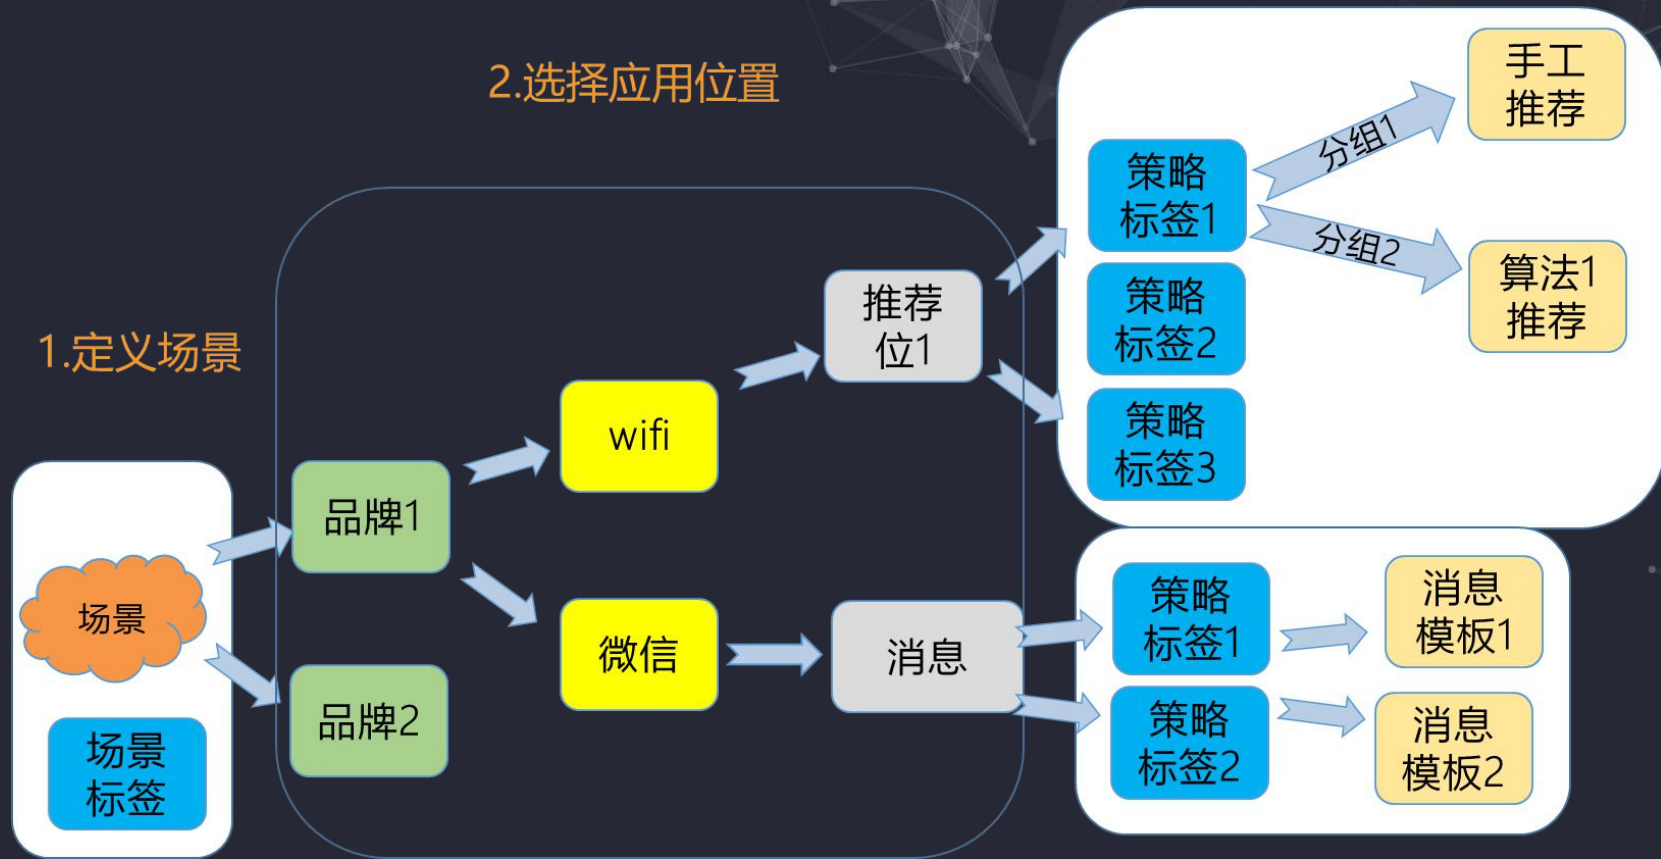 1.定义场景
场景
场景
标签
2.选择应用位置
品牌1
品牌2
wifi
微信
推荐
位1
消息
策略
标签1
策略
标签2
策略
标签3
分组1
分组2
手工
推荐
算法1
推荐
策略
标签1
策略
标签2
消息
模板1
消息
模板2